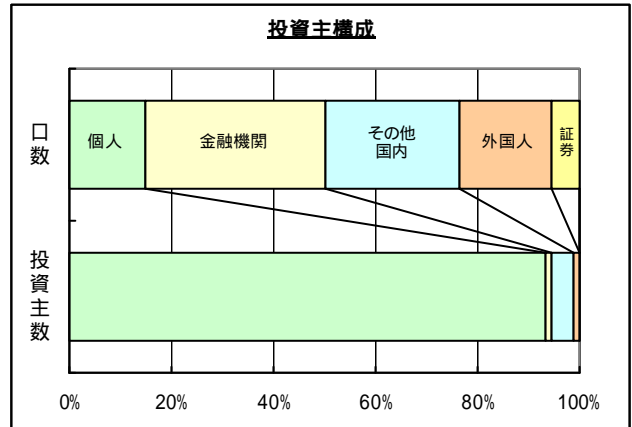 投資主構成
口数
個人
金融機関
その他
国内
外国人
証券
投資主数
0%
20%
40%
60%
80%
100%